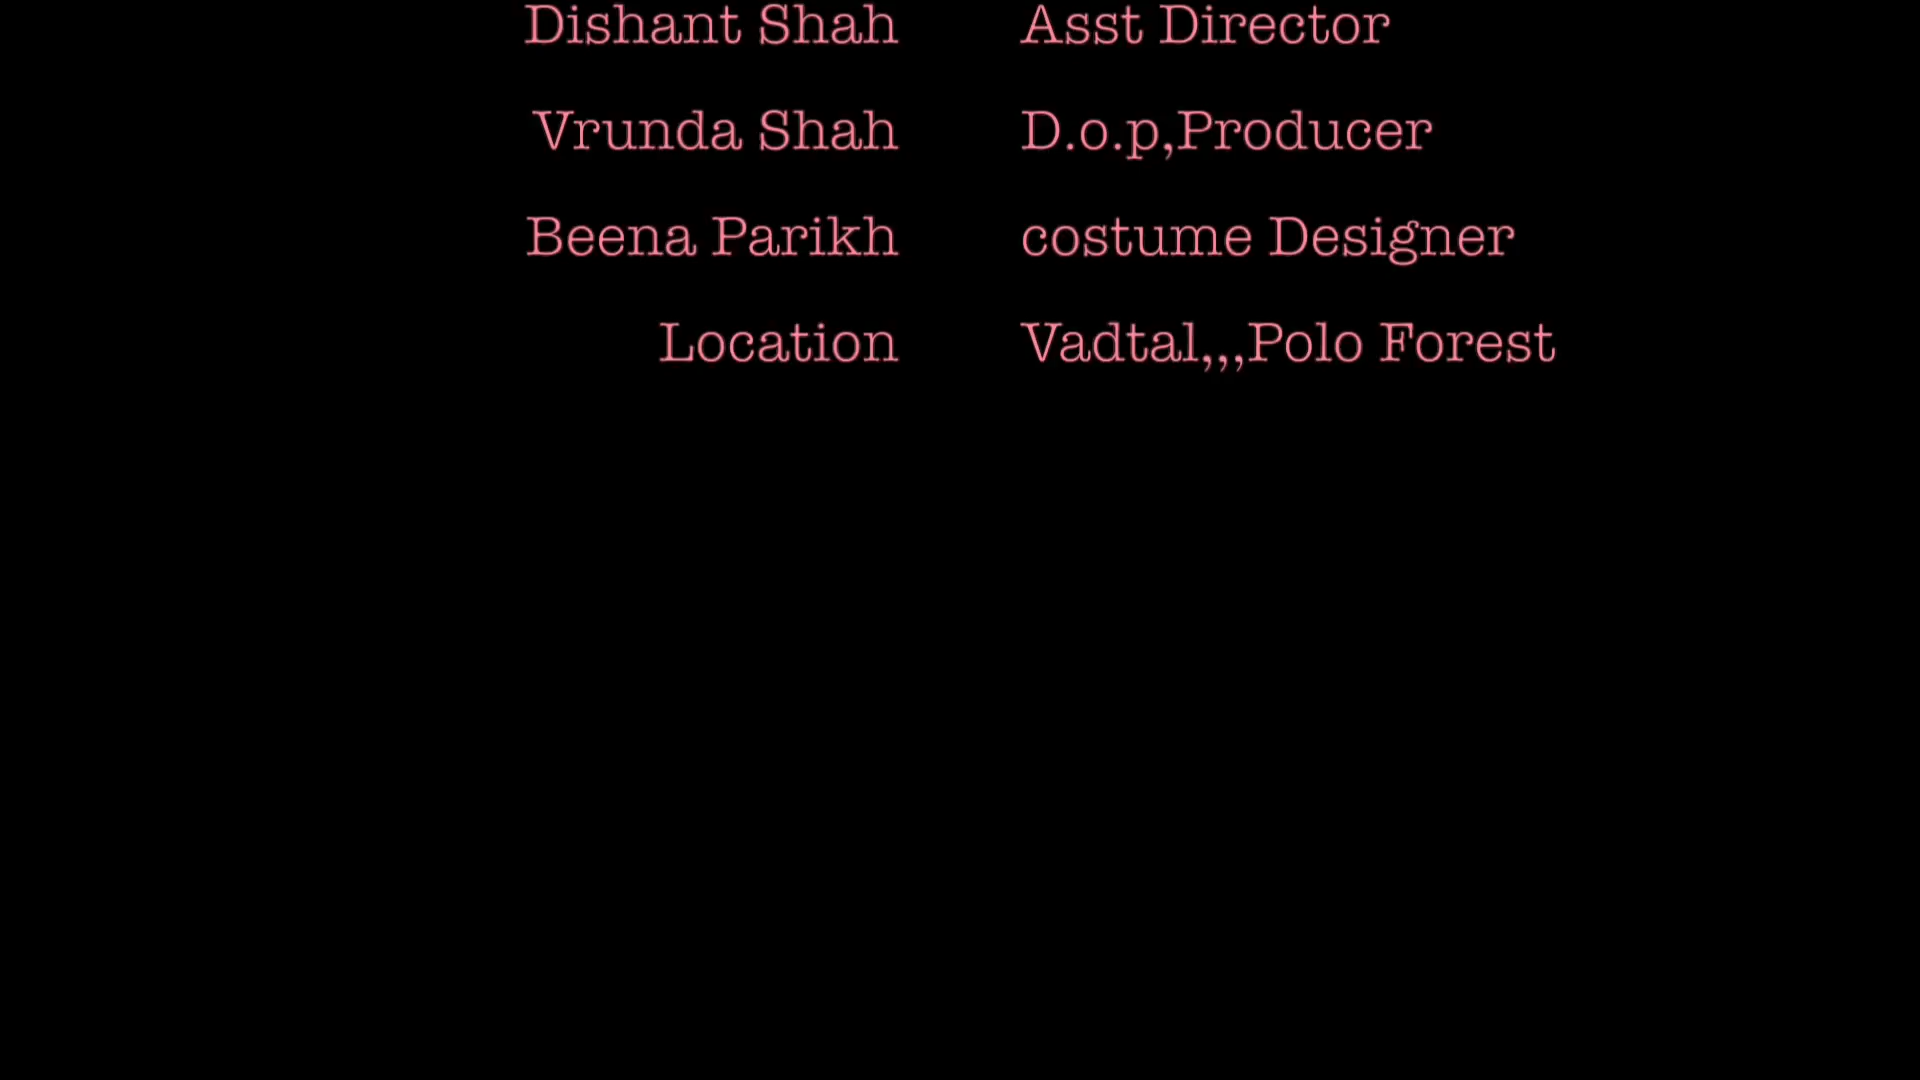 Dishant Shah Asst Director
Vrunda Shah D.o.p,Producer
Beena Parikh costume Designer
Location Vadtal,,,Polo Forest